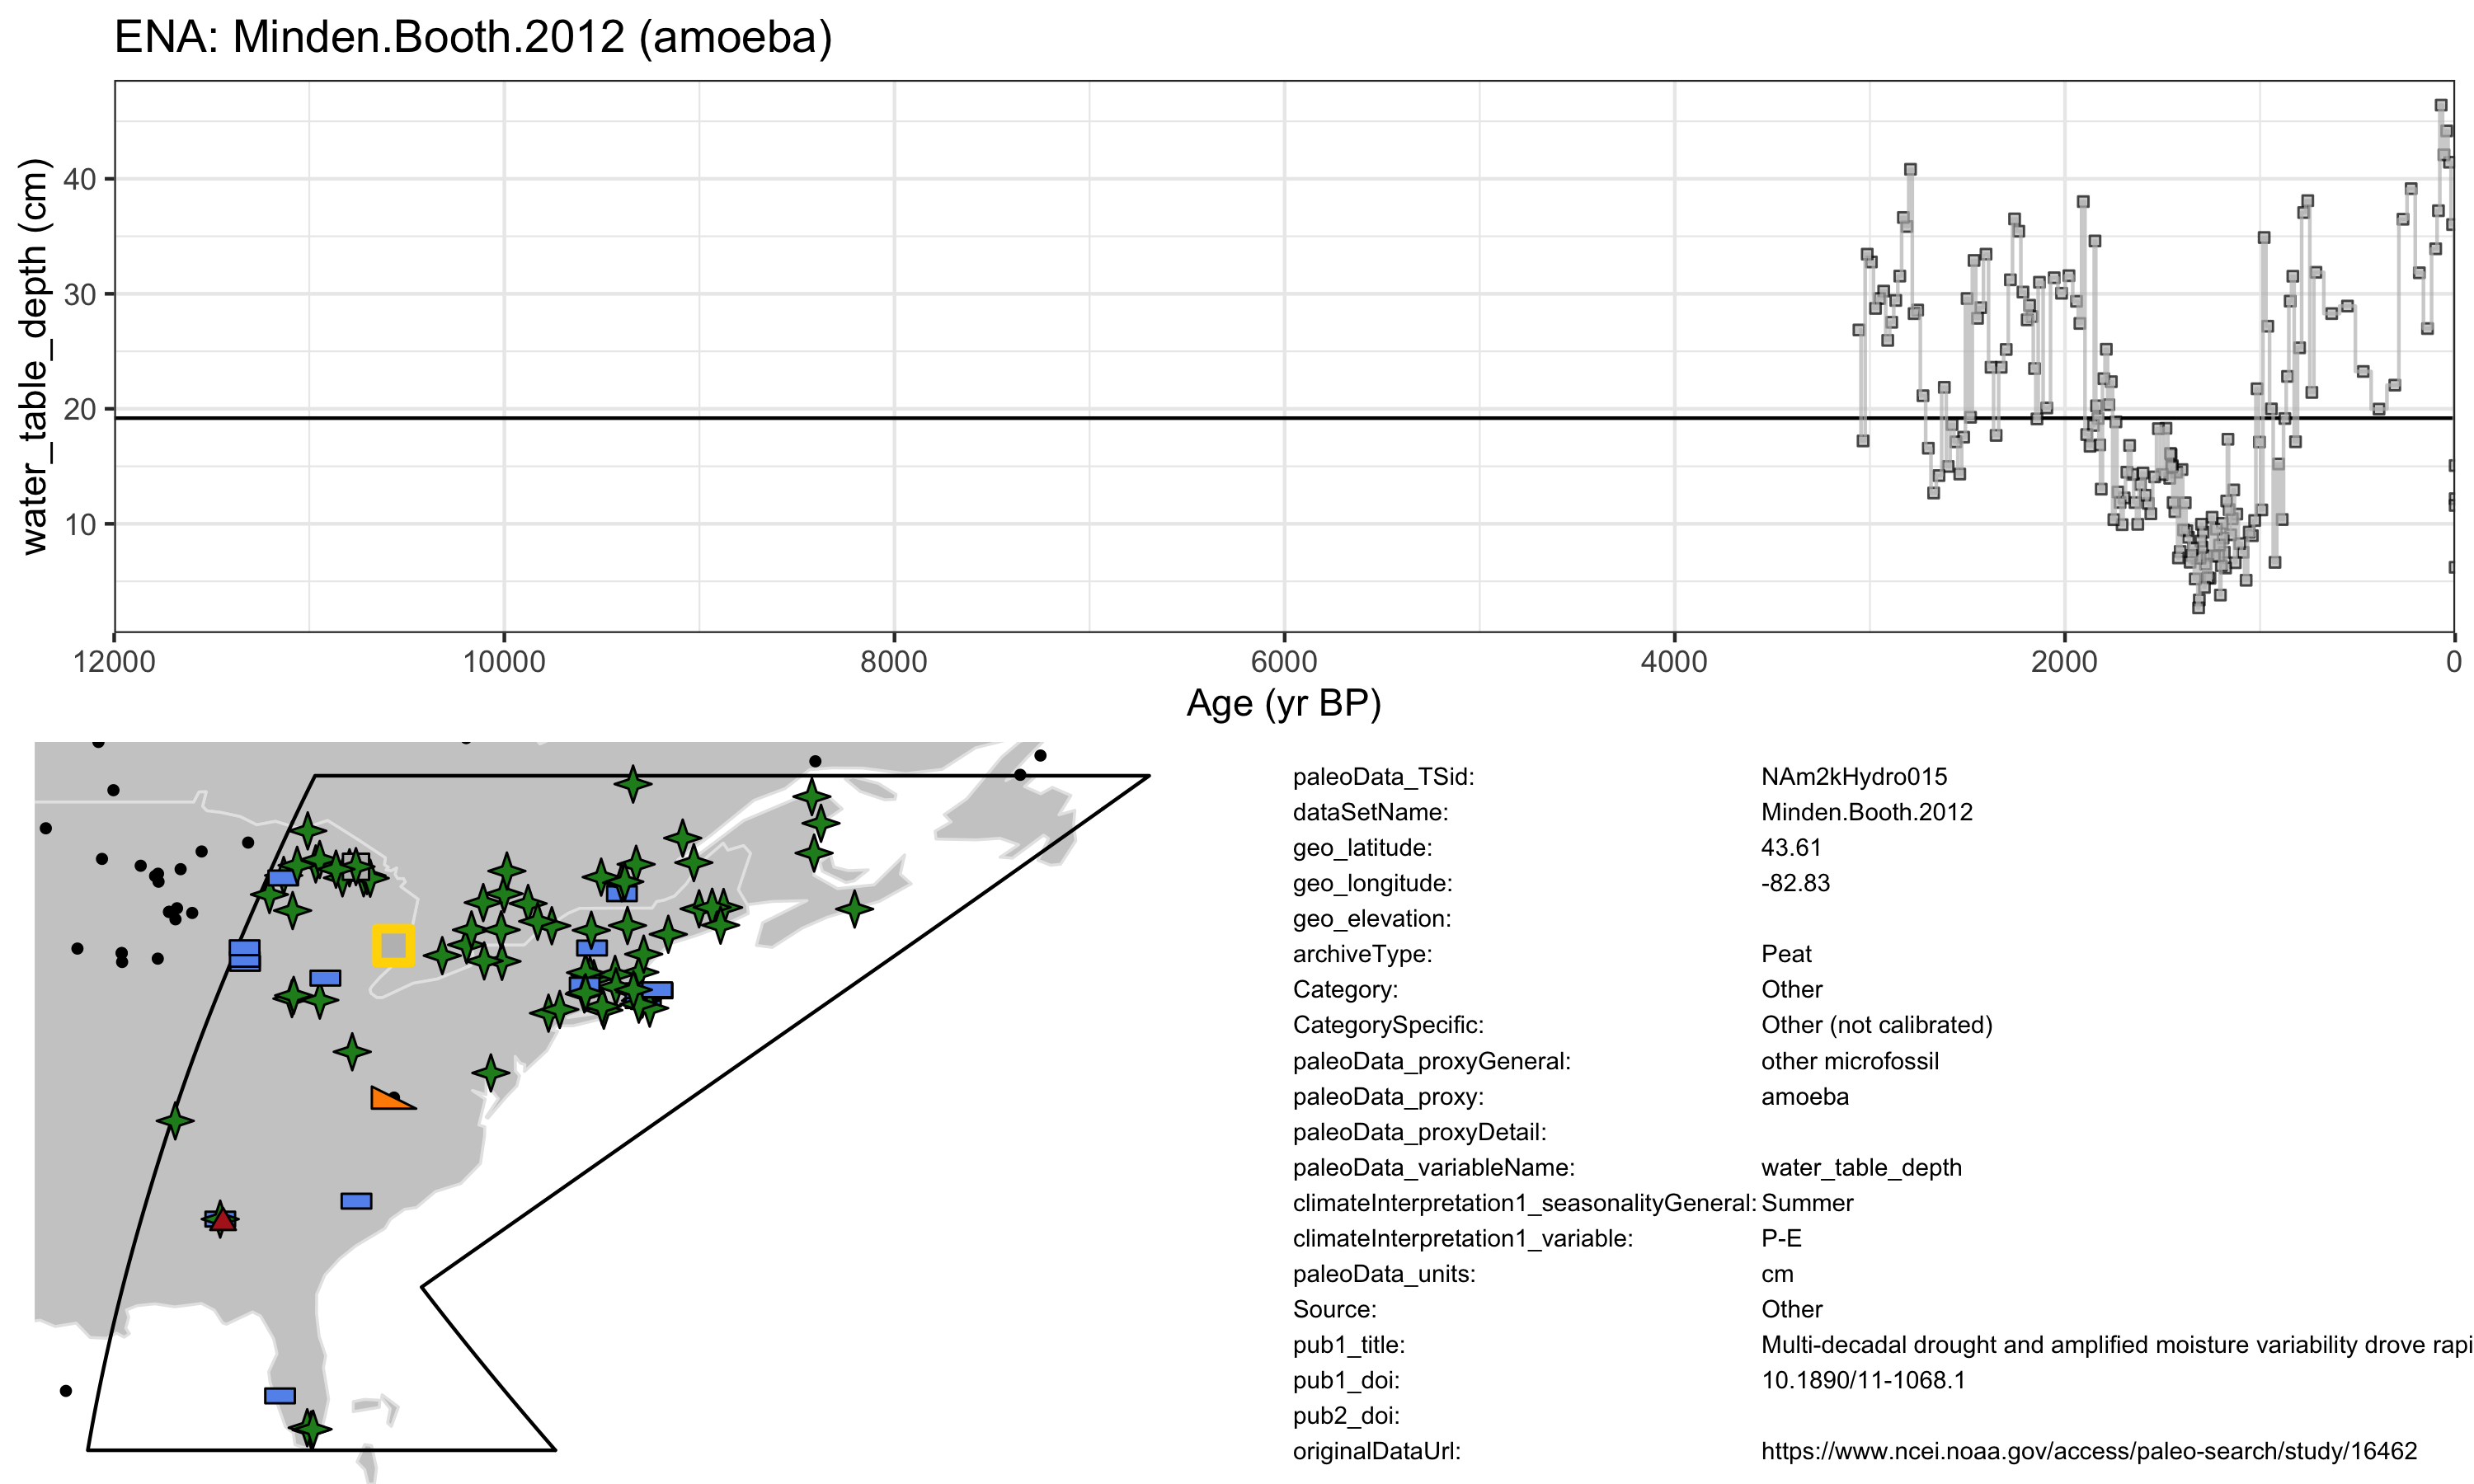 ENA: Minden.Booth.2012 (amoeba)
water_table_depth (cm)
40
30
20
10
12000 10000 8000 6000 4000 2000 0
Age (yr BP)
paleoData_TSid: NAm2kHydro015
dataSetName: Minden.Booth.2012
geo_latitude: 43.61
geo_longitude: -82.83
geo_elevation:
archiveType: Peat
Category: Other
CategorySpecific: Other (not calibrated)
paleoData_proxyGeneral: other microfossil
paleoData_proxy: amoeba
paleoData_proxyDetail:
paleoData_variableName: water_table_depth
climateInterpretation1_seasonalityGeneral: Summer
climateInterpretation1_variable: P-E
paleoData_units: cm
Source: Other
pub1_title: Multi-decadal drought and amplified moisture variability drove rapi
pub1_doi: 10.1890/11-1068.1
pub2_doi:
originalDataUrl: https://www.ncei.noaa.gov/access/paleo-search/study/16462